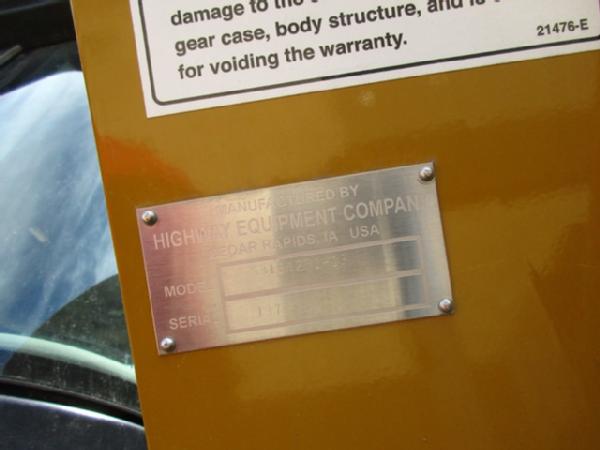 damage to the
gear case, body structure, and is
for voiding the warranty.
21476-E
MANUFACTURED BY
HIGHWAY EQUIPMENT COMPANY
CEDAR RAPIDS, IA USA
MODEL
SERIAL